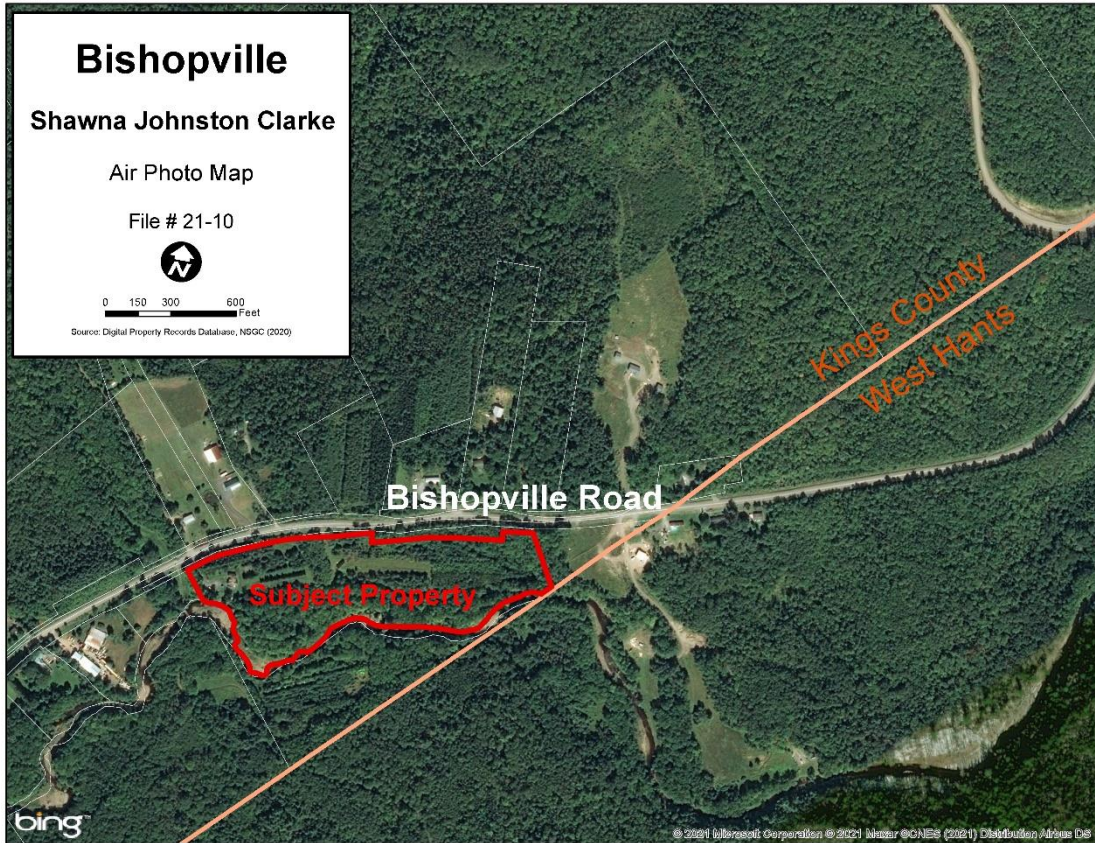 Bishopville
Shawna Johnston Clarke
Air Photo Map
File # 21-10
N
0 150 300 600
Feet
Source: Digital Property Records Database, NSGC (2020)
Kings County
West Hants
Bishopville Road
Subject Property
bing™
© 2021 Microsoft Corporation © 2021 Maxar ©CNES (2021) Distribution Airbus DS